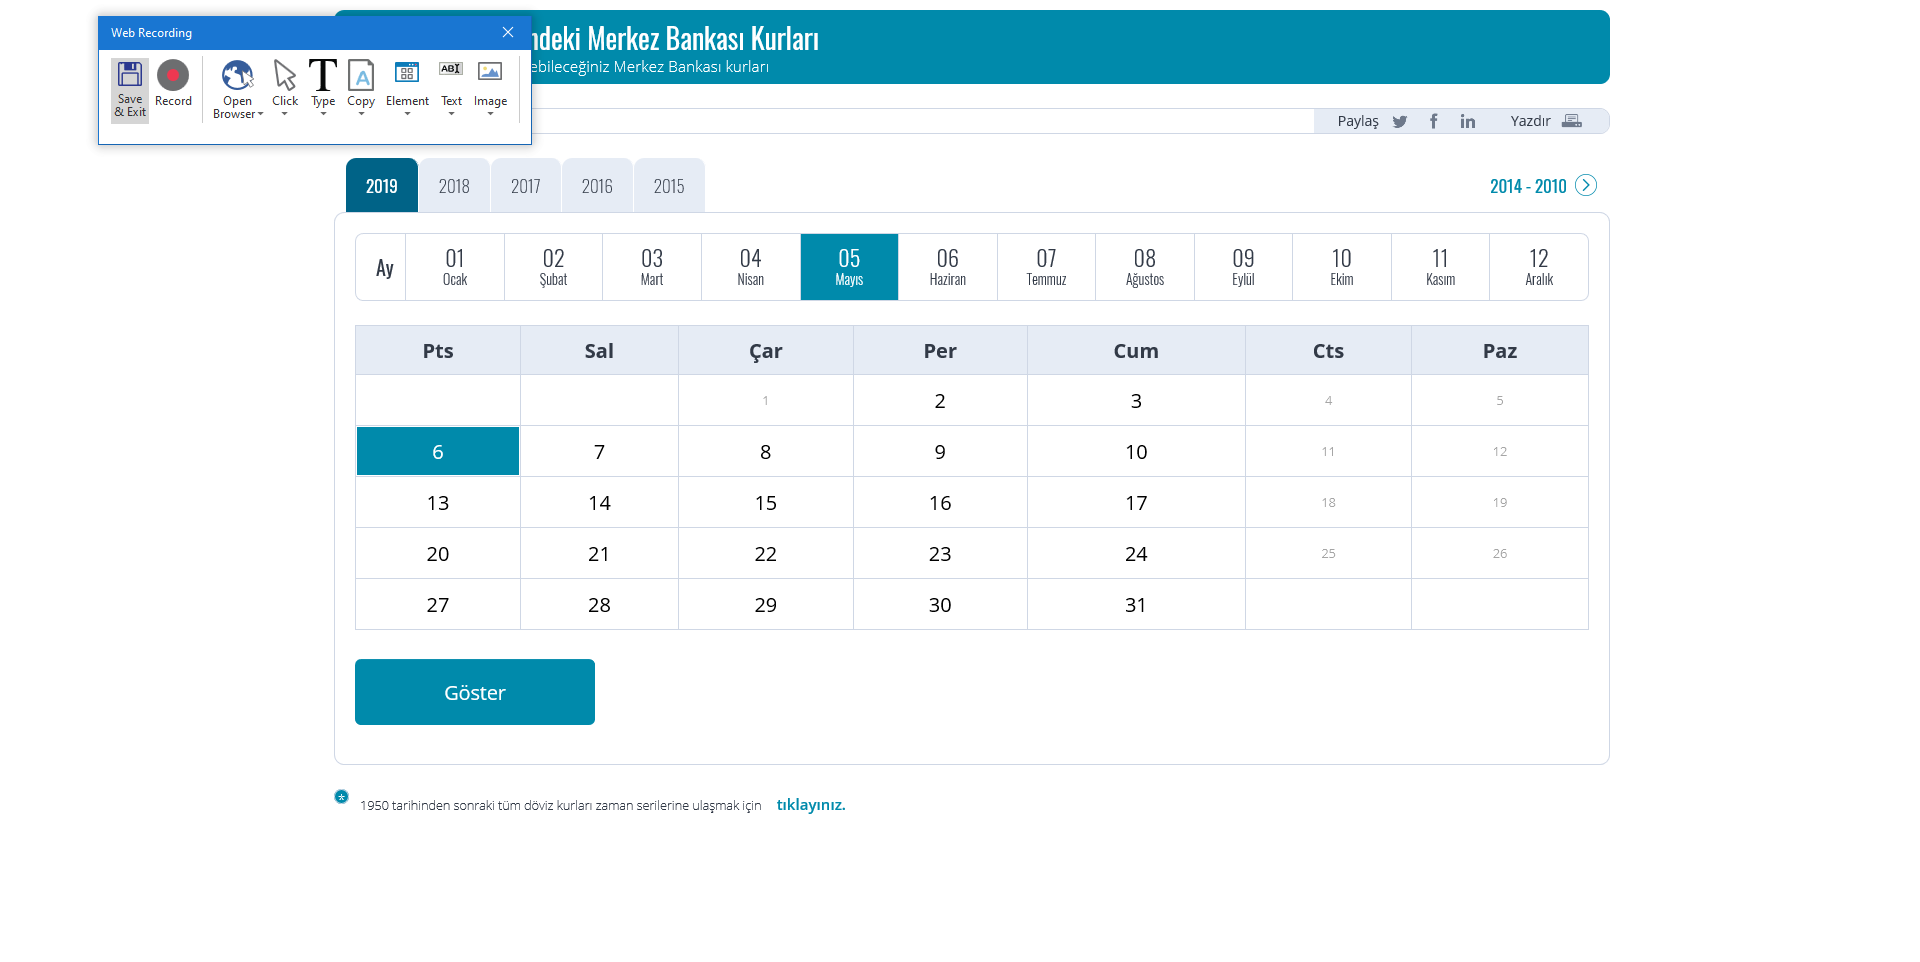 Web Recording
Save & Exit
Record
Open Browser
Click
Type
Copy
Element
Text
Image
Merkez Bankası Kurları
Merkez Bankası kurları
Paylaş
Yazdır
2019 2018 2017 2016 2015
2014 - 2010
Ay
01 Ocak
02 Şubat
03 Mart
04 Nisan
05 Mayıs
06 Haziran
07 Temmuz
08 Ağustos
09 Eylül
10 Ekim
11 Kasım
12 Aralık
Pts Sal Çar Per Cum Cts Paz
1 2 3 4 5
6 7 8 9 10 11 12
13 14 15 16 17 18 19
20 21 22 23 24 25 26
27 28 29 30 31
Göster
1950 tarihinden sonraki tüm döviz kurları zaman serilerine ulaşmak için tıklayınız.